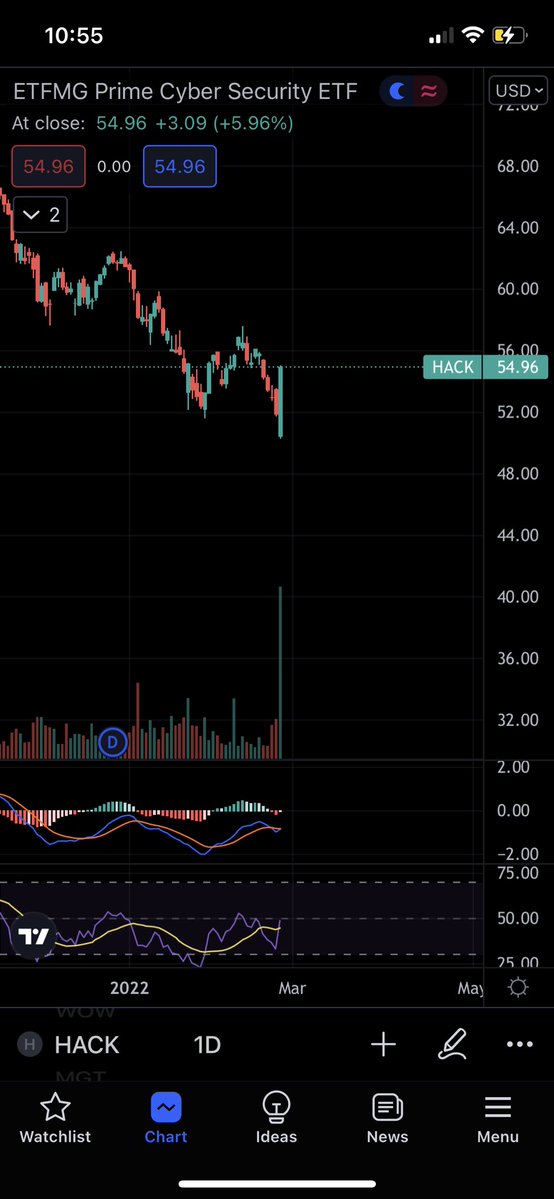 10:55
ETFMG Prime Cyber Security ETF
USD
At close: 54.96 +3.09 (+5.96%)
72.00
54.96 0.00 54.96
68.00
2
64.00
60.00
56.00
HACK 54.96
52.00
48.00
44.00
40.00
36.00
32.00
D
2.00
0.00
−2.00
75.00
50.00
25.00
2022 Mar May
WOW
H HACK 1D
MGT
Watchlist Chart Ideas News Menu